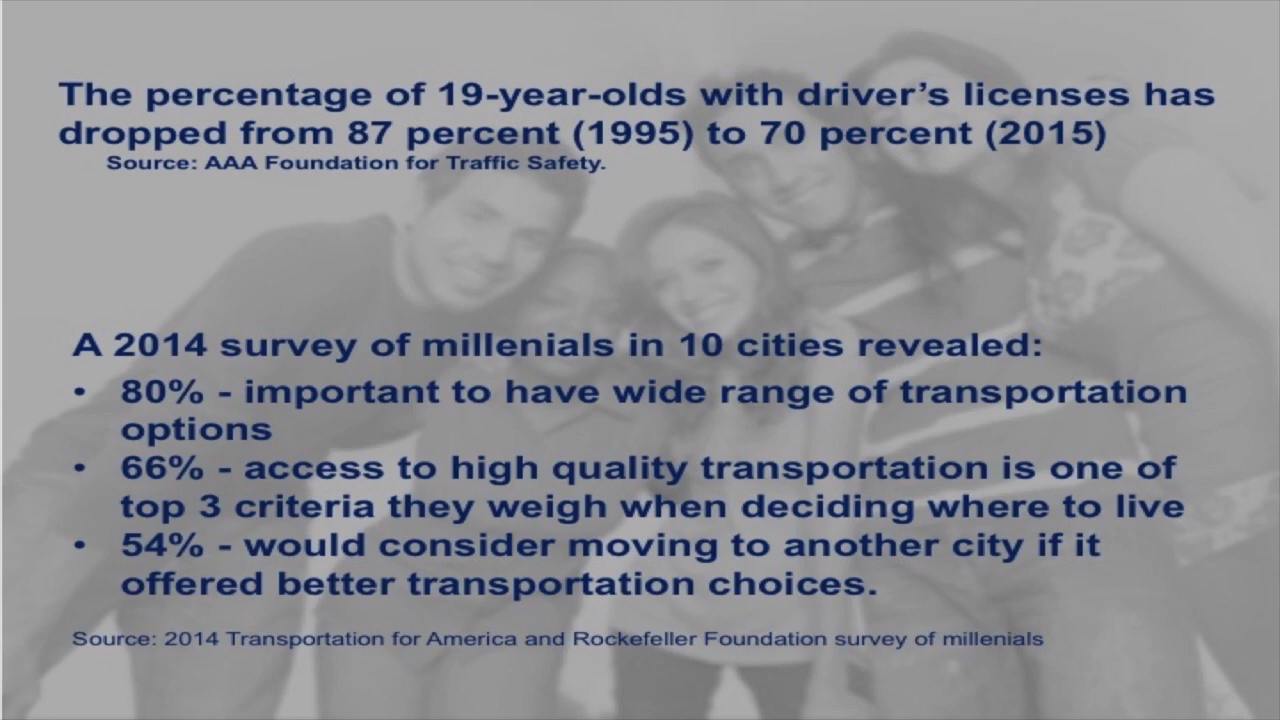 The percentage of 19-year-olds with driver’s licenses has
dropped from 87 percent (1995) to 70 percent (2015)
Source: AAA Foundation for Traffic Safety.
A 2014 survey of millenials in 10 cities revealed:
• 80% - important to have wide range of transportation
options
• 66% - access to high quality transportation is one of
top 3 criteria they weigh when deciding where to live
• 54% - would consider moving to another city if it
offered better transportation choices.
Source: 2014 Transportation for America and Rockefeller Foundation survey of millenials